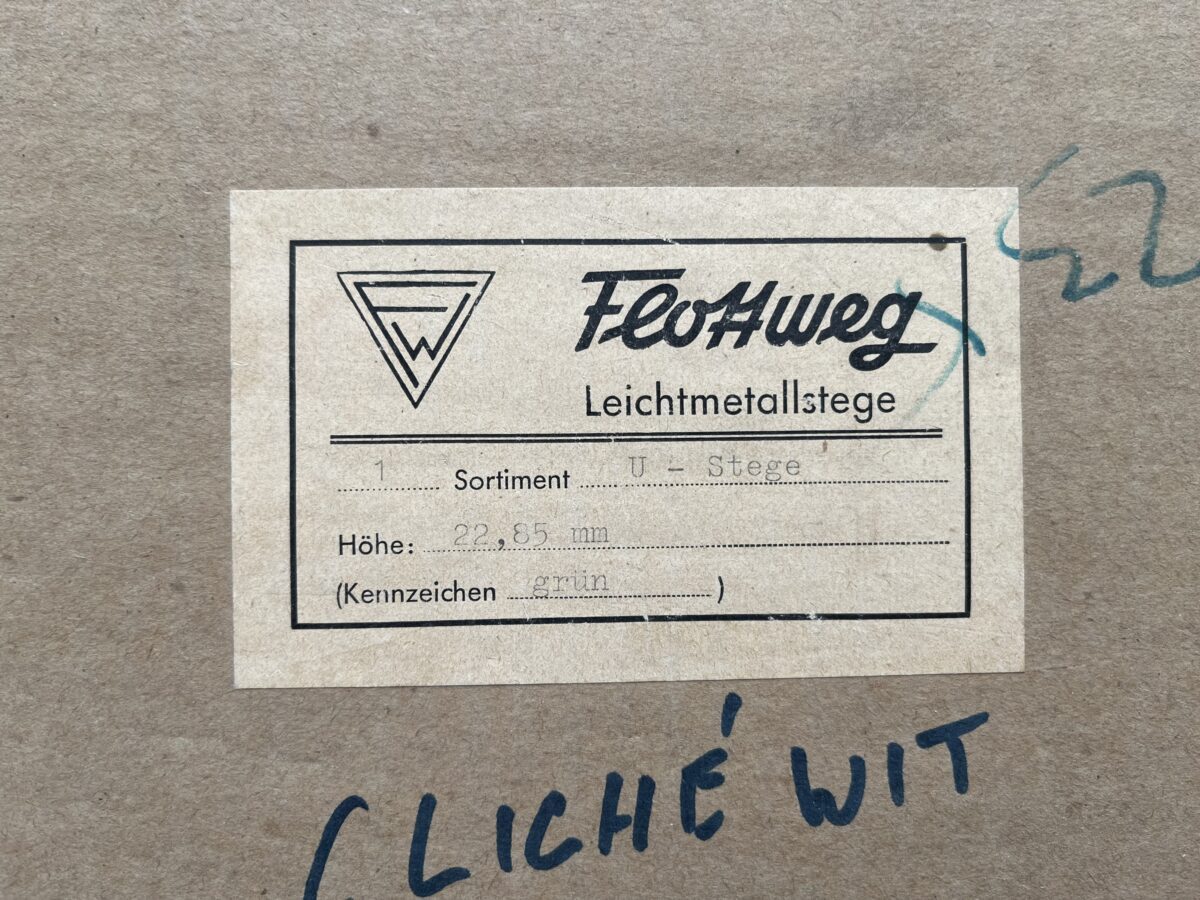 FW
Flottweg
Leichtmetallstege
1 Sortiment U - Stege
Höhe: 22,85 mm
(Kennzeichen grün )
CLICHÉ WIT